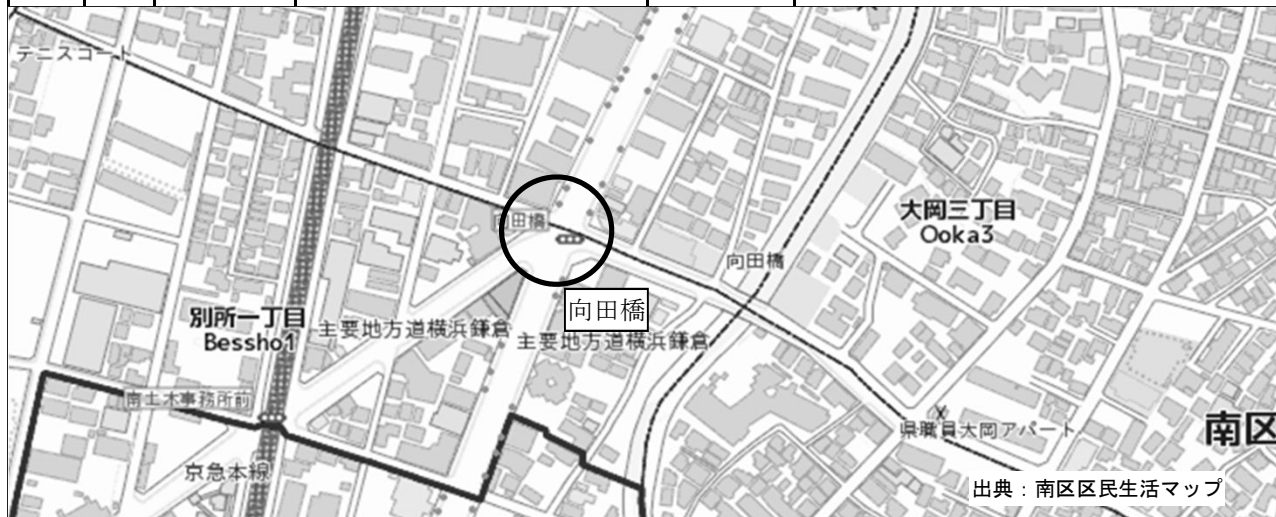 テニスコート
大岡三丁目
Ooka3
向田橋
向田橋
向田橋
別所一丁目
Bessho1
主要地方道横浜鎌倉
主要地方道横浜鎌倉
南土木事務所前
県職員大岡アパート
南区
京急本線
出典：南区区民生活マップ